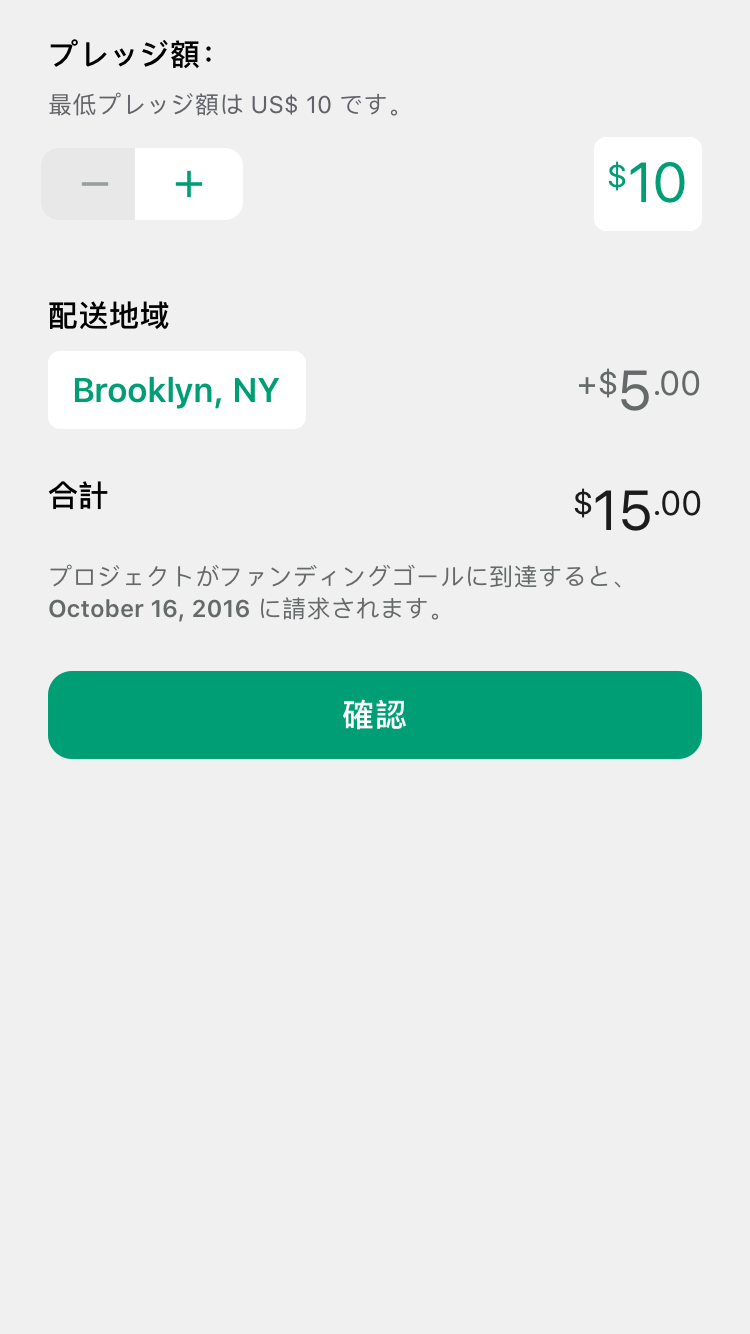 プレッジ額：
最低プレッジ額は US$ 10 です。
− +
$10
配送地域
Brooklyn, NY
+$5.00
合計
$15.00
プロジェクトがファンディングゴールに到達すると、
October 16, 2016 に請求されます。
確認